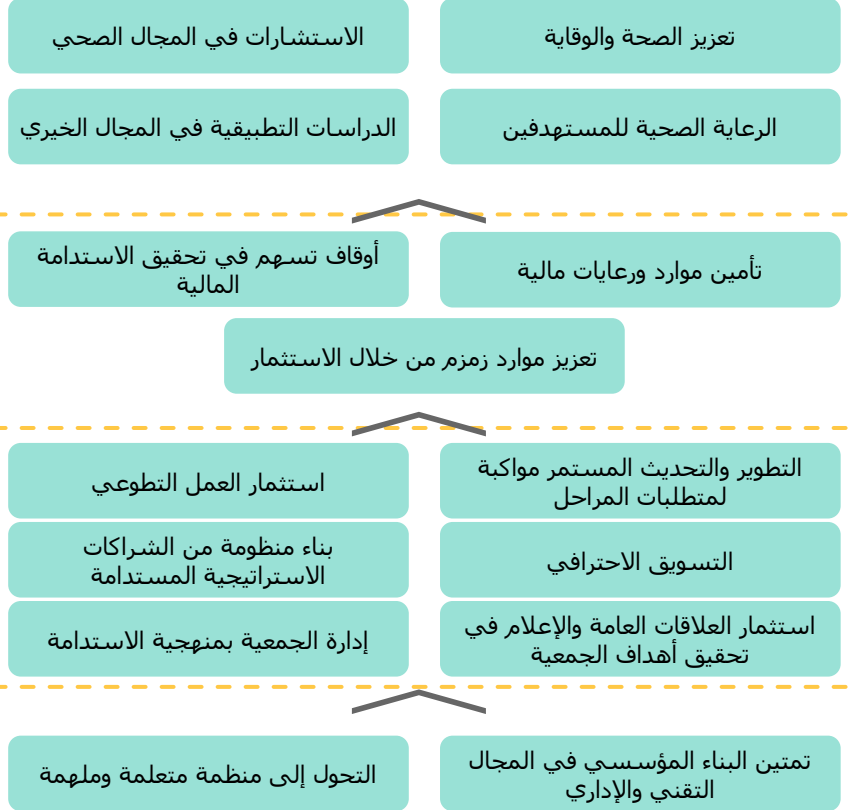 تعزيز الصحة والوقاية
الاستشارات في المجال الصحي
الرعاية الصحية للمستهدفين
الدراسات التطبيقية في المجال الخيري
تأمين موارد ورعايات مالية
أوقاف تسهم في تحقيق الاستدامة
المالية
تعزيز موارد زمزم من خلال الاستثمار
التطوير والتحديث المستمر مواكبة
لمتطلبات المراحل
استثمار العمل التطوعي
التسويق الاحترافي
بناء منظومة من الشراكات
الاستراتيجية المستدامة
استثمار العلاقات العامة والإعلام في
تحقيق أهداف الجمعية
إدارة الجمعية بمنهجية الاستدامة
تمتين البناء المؤسسي في المجال
التقني والإداري
التحول إلى منظمة متعلمة وملهمة